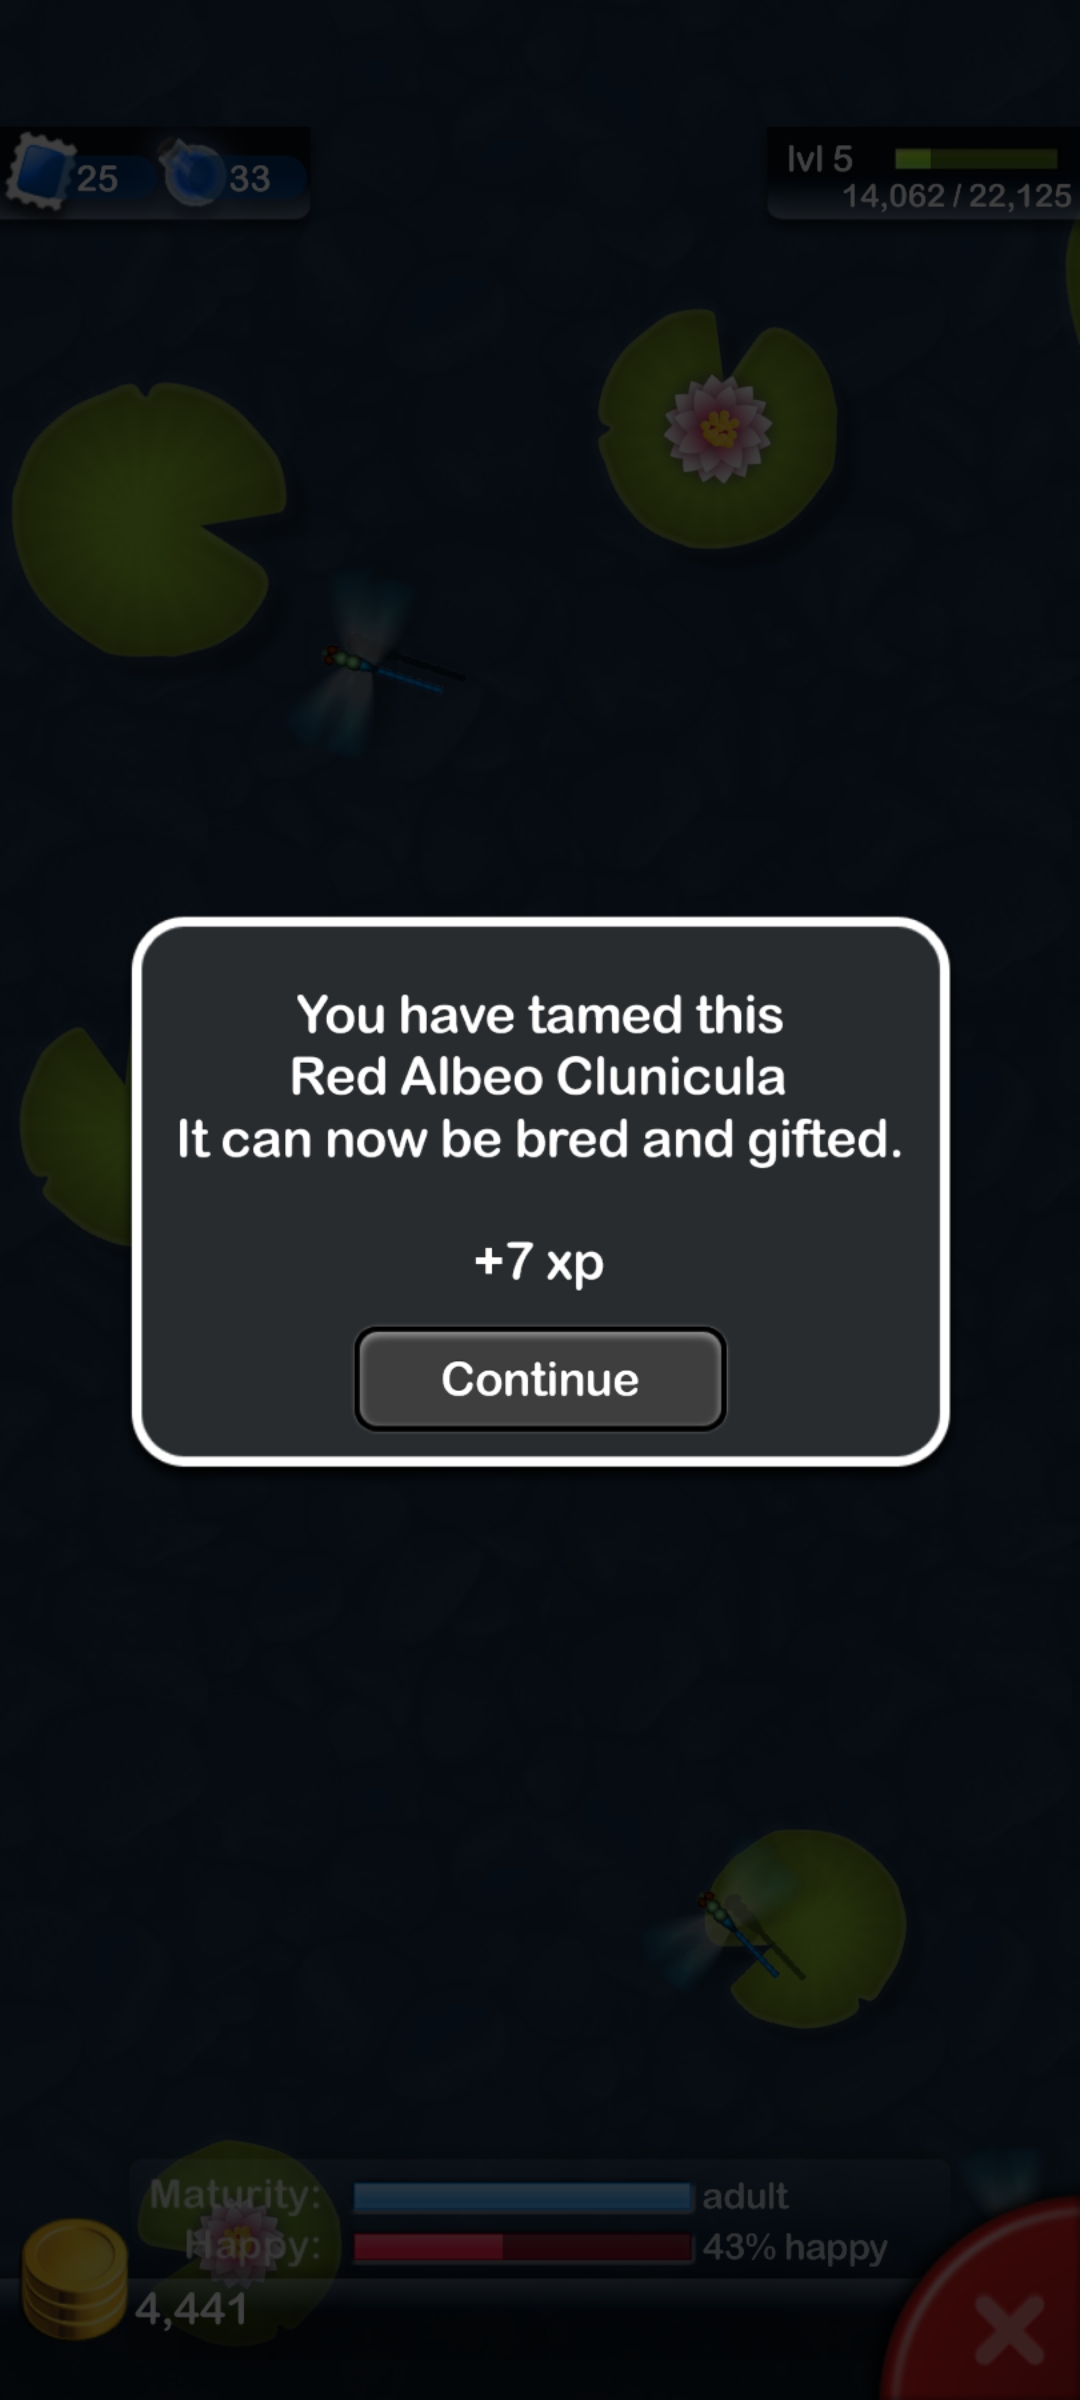 25
33
lvl 5
14,062 / 22,125
You have tamed this
Red Albeo Clunicula
It can now be bred and gifted.
+7 xp
Continue
Maturity: adult
Happy: 43% happy
4,441